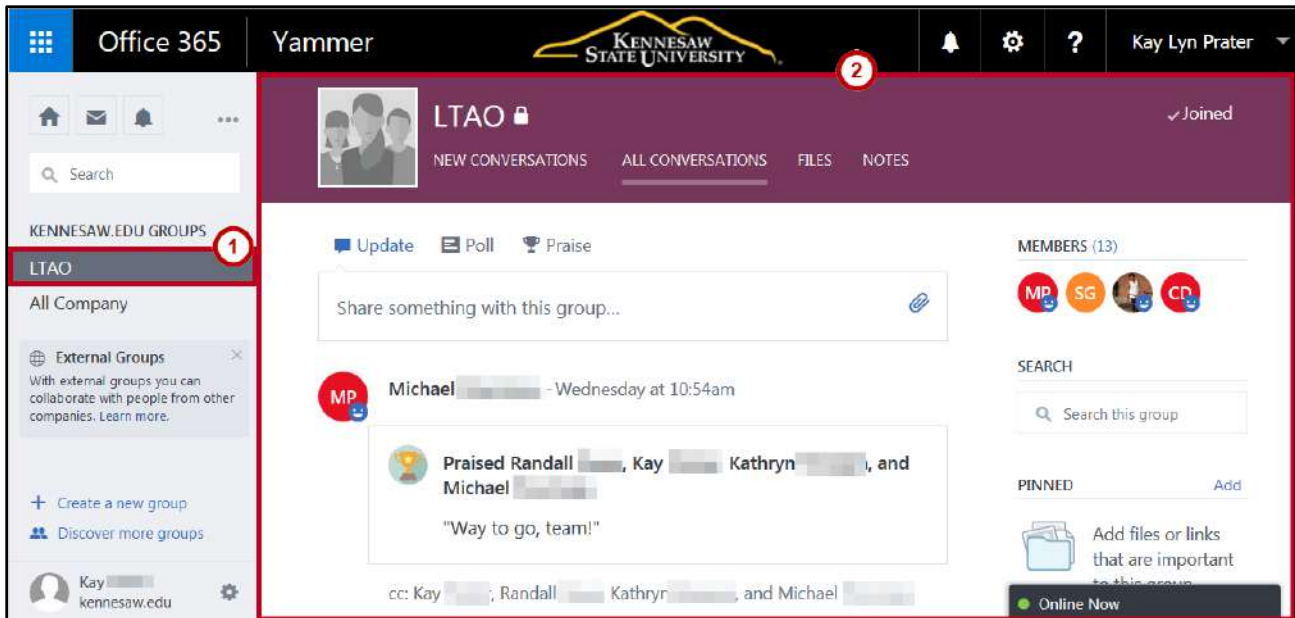 Office 365
Yammer
KENNESAW
STATE UNIVERSITY
?
Kay Lyn Prater
2
LTAO
Joined
NEW CONVERSATIONS
ALL CONVERSATIONS
FILES
NOTES
Search
KENNESAW.EDU GROUPS
1
LTAO
All Company
External Groups
With external groups you can
collaborate with people from other
companies. Learn more.
+ Create a new group
Discover more groups
Kay
kennesaw.edu
Update
Poll
Praise
Share something with this group...
MP
Michael - Wednesday at 10:54am
Praised Randall , Kay Kathryn , and
Michael
"Way to go, team!"
cc: Kay , Randall Kathryn , and Michael
MEMBERS (13)
MP
SG
CD
SEARCH
Search this group
PINNED
Add
Add files or links
that are important
to this group
Online Now